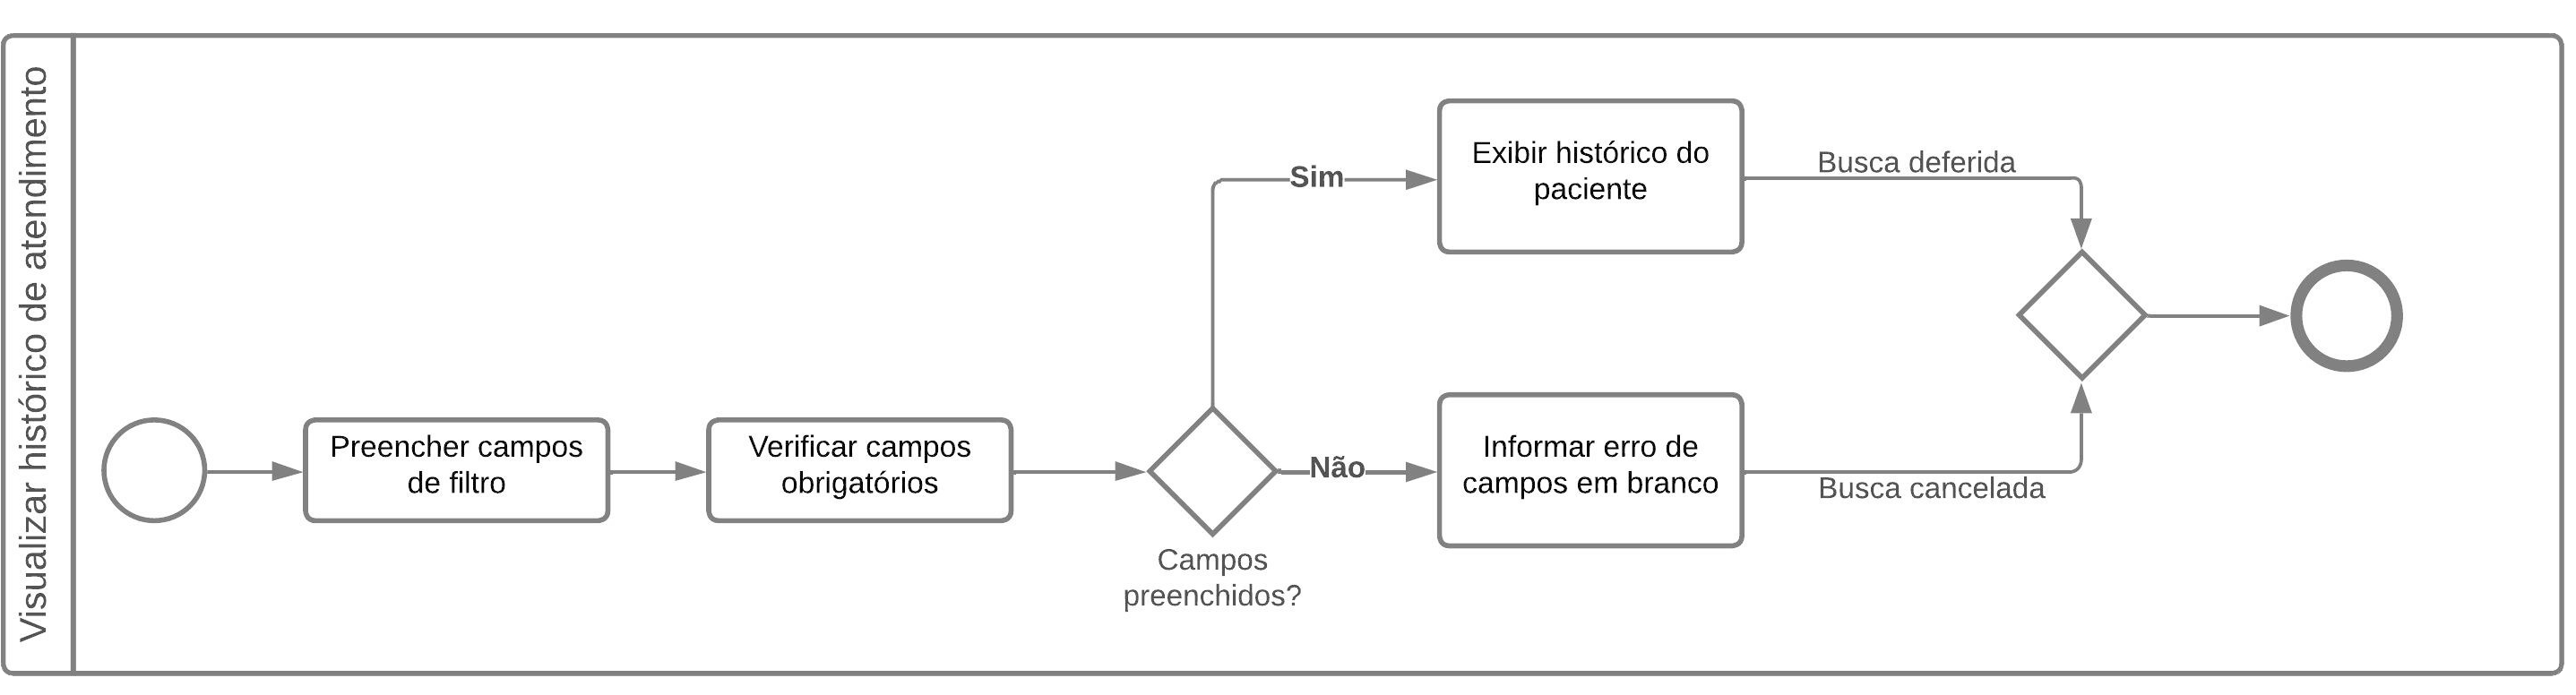 Visualizar histórico de atendimento
Preencher campos
de filtro
Verificar campos
obrigatórios
Campos
preenchidos?
Sim
Exibir histórico do
paciente
Busca deferida
Não
Informar erro de
campos em branco
Busca cancelada